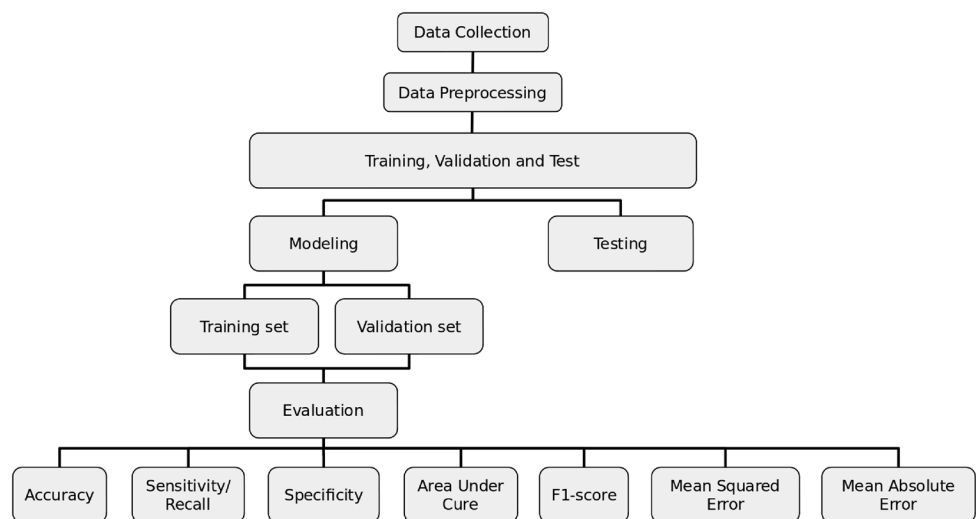 Data Collection
Data Preprocessing
Training, Validation and Test
Modeling
Testing
Training set
Validation set
Evaluation
Accuracy
Sensitivity/
Recall
Specificity
Area Under
Cure
F1-score
Mean Squared
Error
Mean Absolute
Error